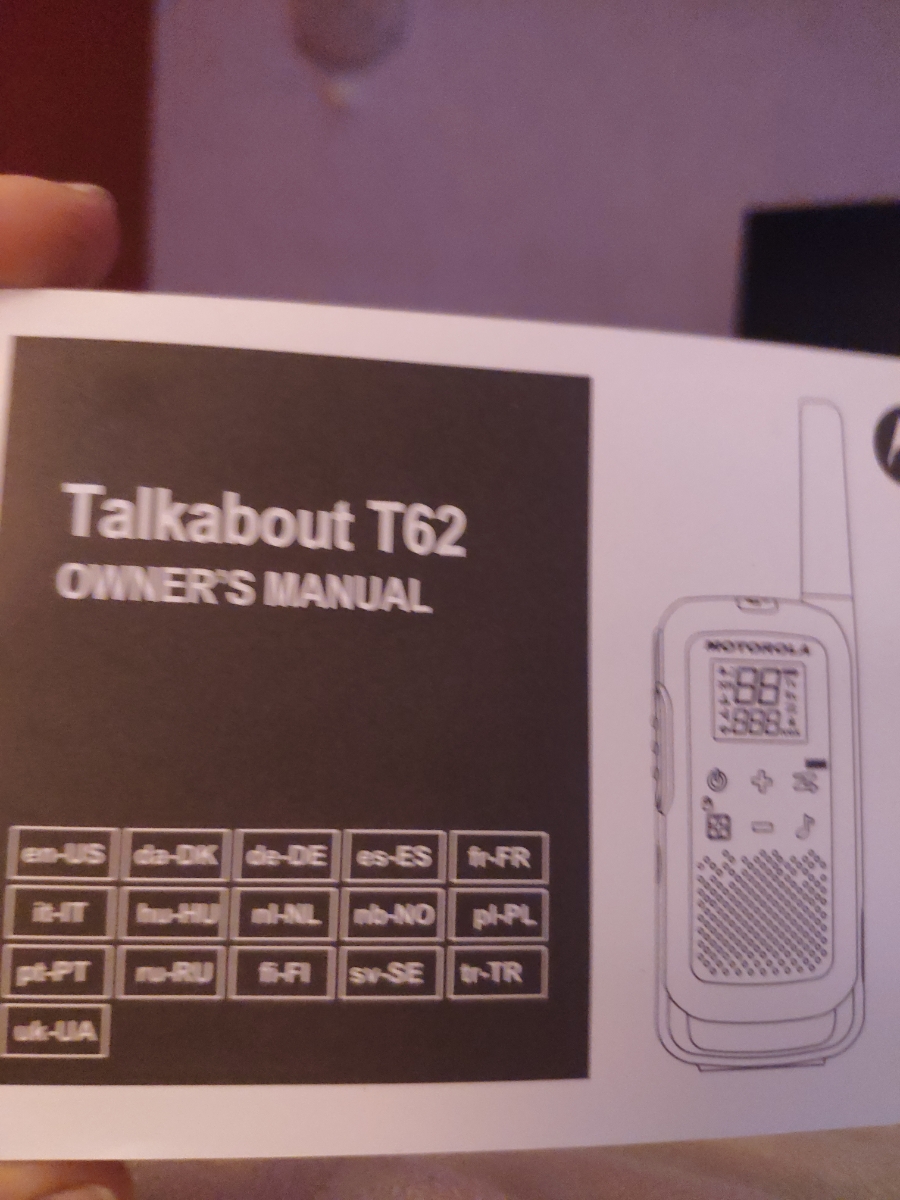 Talkabout T62
OWNER'S MANUAL
MOTOROLA
en-US da-DK de-DE es-ES fr-FR
it-IT hu-HU nl-NL nb-NO pl-PL
pt-PT ru-RU fi-FI sv-SE tr-TR
uk-UA